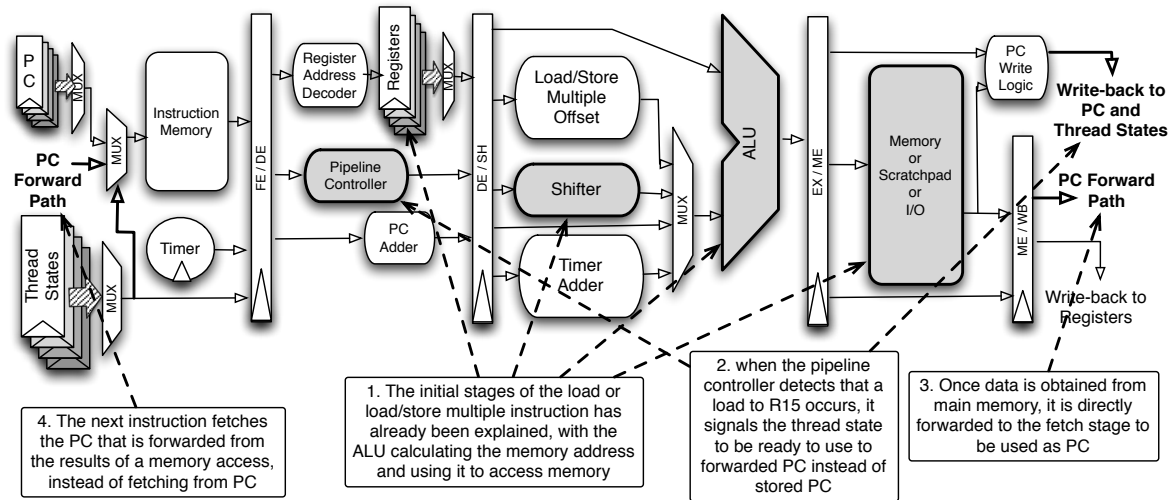 PC
MUX
MUX
PC
Forward
Path
Thread
States
MUX
Instruction
Memory
Timer
FE / DE
Register
Address
Decoder
Pipeline
Controller
PC
Adder
Registers
MUX
DE / SH
Load/Store
Multiple
Offset
Shifter
Timer
Adder
MUX
ALU
EX / ME
Memory
or
Scratchpad
or
I/O
PC
Write
Logic
ME / WB
Write-back to
PC and
Thread States
PC Forward
Path
Write-back to
Registers
4. The next instruction fetches
the PC that is forwarded from
the results of a memory access,
instead of fetching from PC
1. The initial stages of the load or
load/store multiple instruction has
already been explained, with the
ALU calculating the memory address
and using it to access memory
2. when the pipeline
controller detects that a
load to R15 occurs, it
signals the thread state
to be ready to use to
forwarded PC instead of
stored PC
3. Once data is obtained from
main memory, it is directly
forwarded to the fetch stage to
be used as PC